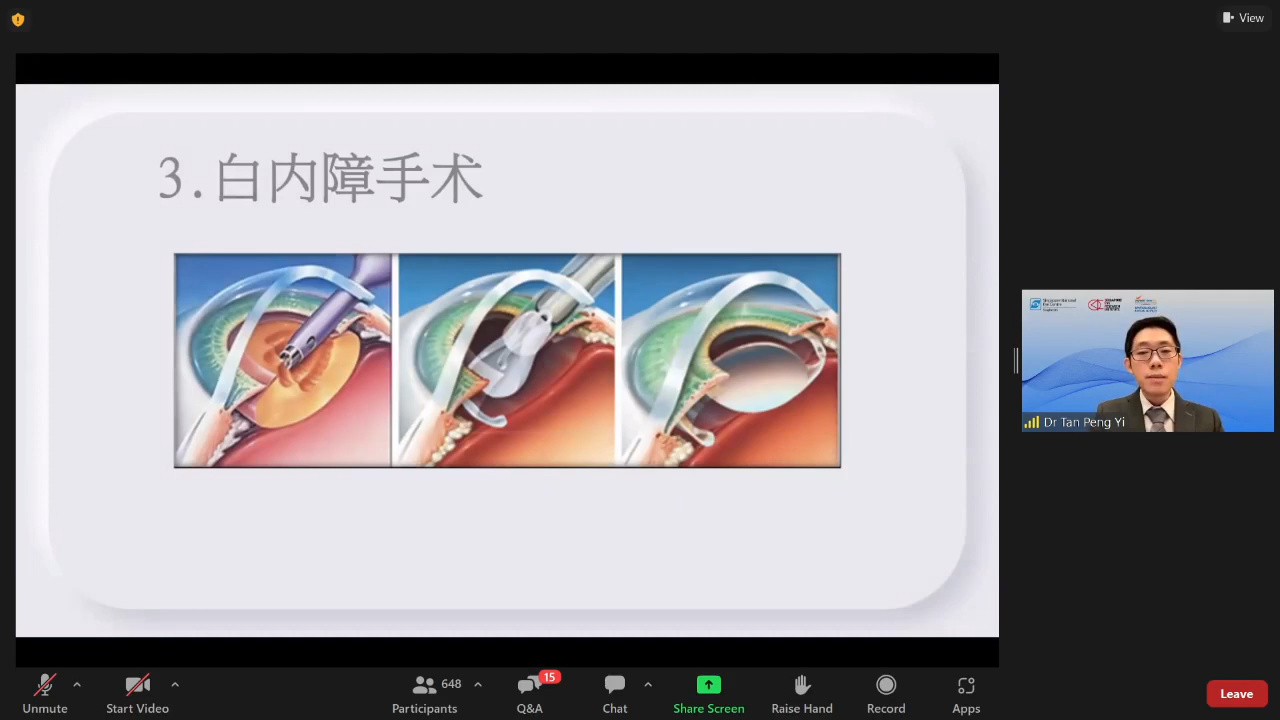 View
3.白内障手术
Dr Tan Peng Yi
Unmute
Start Video
648
Participants
15
Q&A
Chat
Share Screen
Raise Hand
Record
Apps
Leave